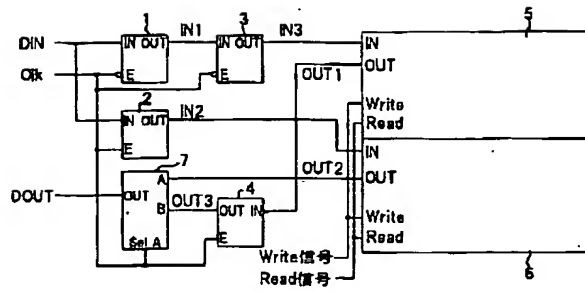 1
3
5
DIN
IN OUT
IN1
IN OUT
IN3
IN
Clk
E
E
OUT1
OUT
2
IN OUT
IN2
Write
Read
E
IN
7
A
OUT2
OUT
DOUT
OUT
B
OUT3
4
OUT IN
Sel A
E
Write
Read
Write信号
Read信号
6